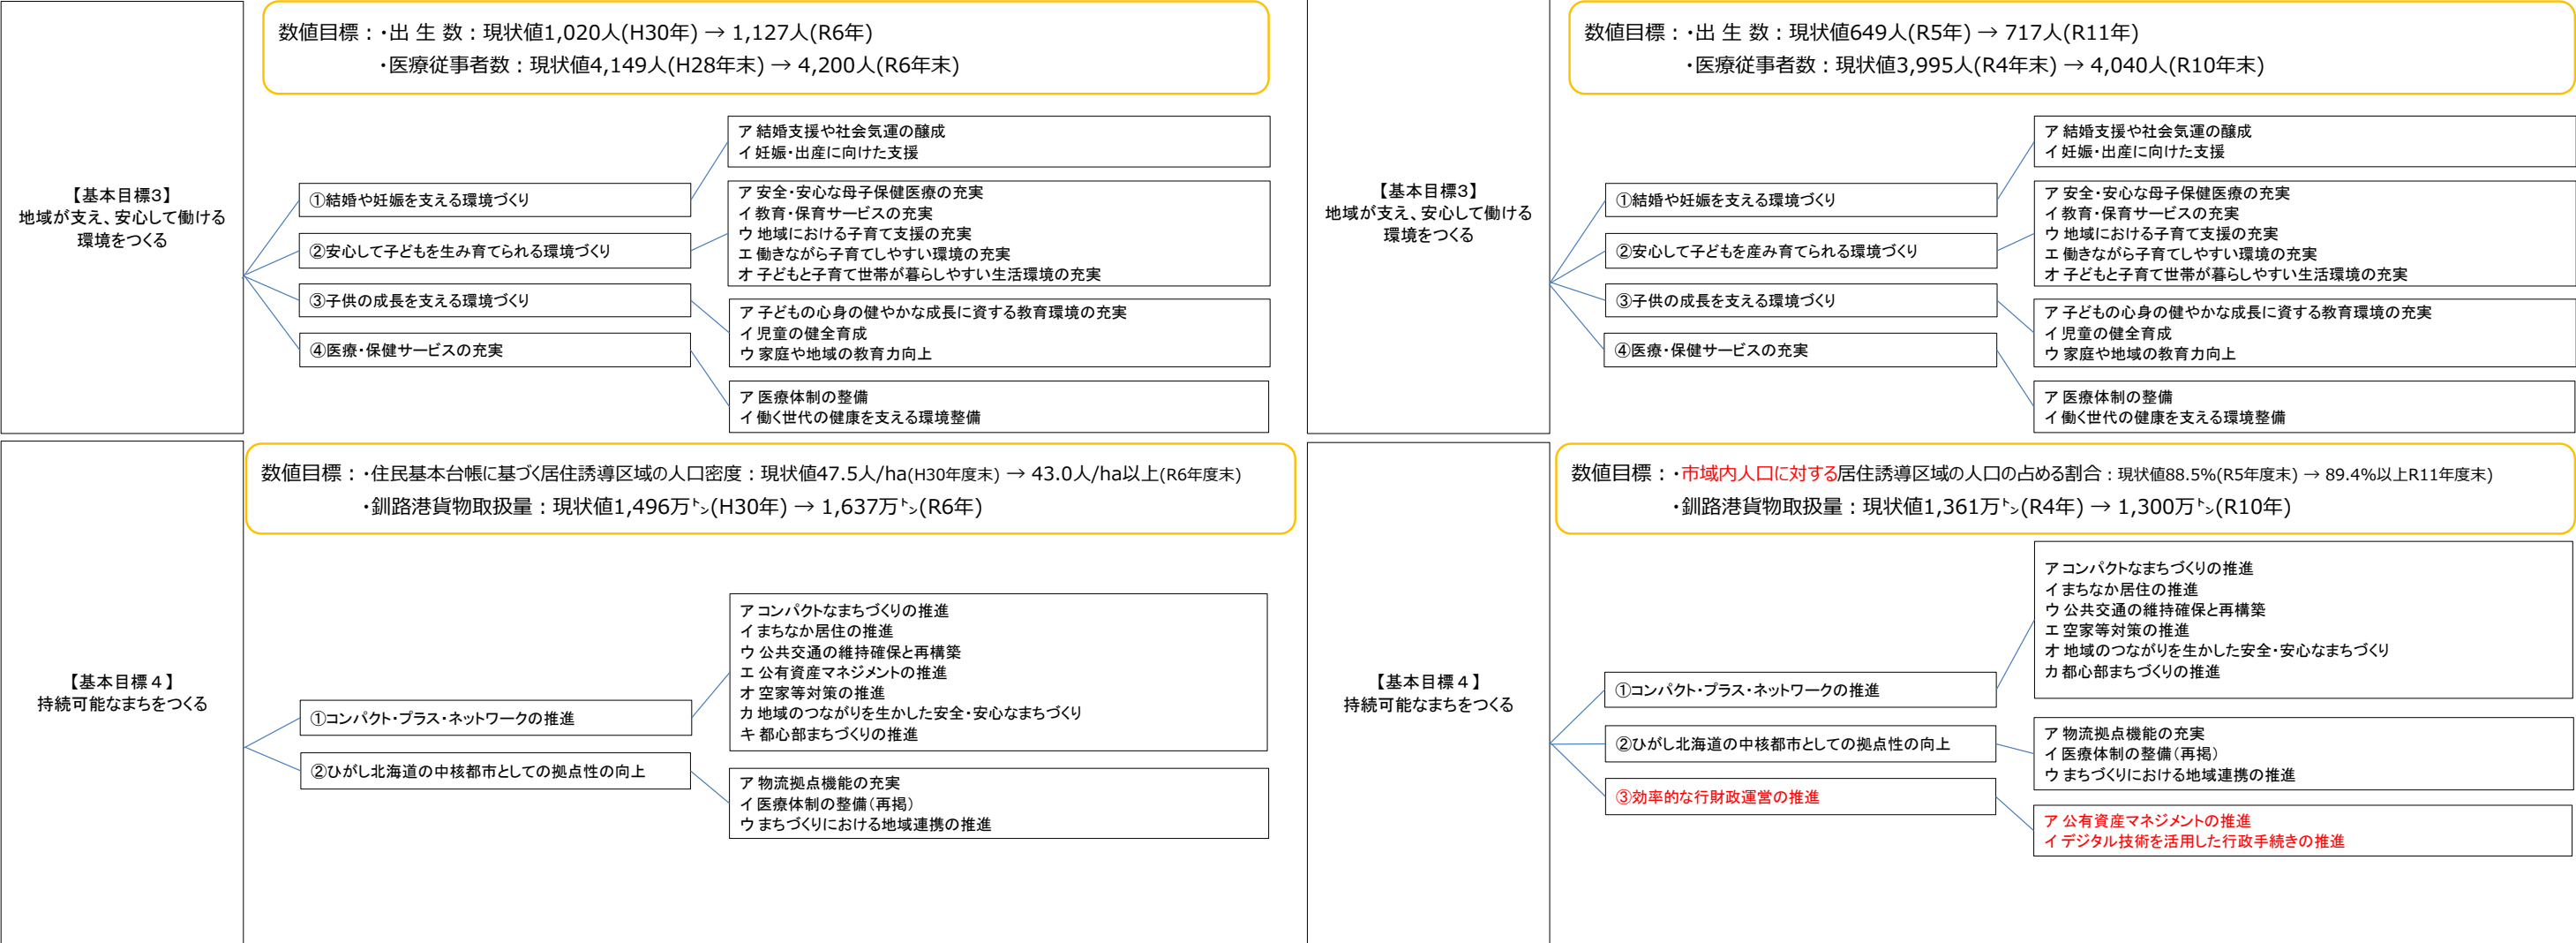 数値目標：・出 生 数：現状値1,020人(H30年) → 1,127人(R6年)
・医療従事者数：現状値4,149人(H28年末) → 4,200人(R6年末)
【基本目標3】
地域が支え、安心して働ける
環境をつくる
①結婚や妊娠を支える環境づくり
②安心して子どもを生み育てられる環境づくり
③子供の成長を支える環境づくり
④医療・保健サービスの充実
ア 結婚支援や社会気運の醸成
イ 妊娠・出産に向けた支援
ア 安全・安心な母子保健医療の充実
イ 教育・保育サービスの充実
ウ 地域における子育て支援の充実
エ 働きながら子育てしやすい環境の充実
オ 子どもと子育て世帯が暮らしやすい生活環境の充実
ア 子どもの心身の健やかな成長に資する教育環境の充実
イ 児童の健全育成
ウ 家庭や地域の教育力向上
ア 医療体制の整備
イ 働く世代の健康を支える環境整備
数値目標：・住民基本台帳に基づく居住誘導区域の人口密度：現状値47.5人/ha(H30年度末) → 43.0人/ha以上(R6年度末)
・釧路港貨物取扱量：現状値1,496万㌧(H30年) → 1,637万㌧(R6年)
【基本目標４】
持続可能なまちをつくる
①コンパクト・プラス・ネットワークの推進
②ひがし北海道の中核都市としての拠点性の向上
ア コンパクトなまちづくりの推進
イ まちなか居住の推進
ウ 公共交通の維持確保と再構築
エ 公有資産マネジメントの推進
オ 空家等対策の推進
カ 地域のつながりを生かした安全・安心なまちづくり
キ 都心部まちづくりの推進
ア 物流拠点機能の充実
イ 医療体制の整備（再掲）
ウ まちづくりにおける地域連携の推進
数値目標：・出 生 数：現状値649人(R5年) → 717人(R11年)
・医療従事者数：現状値3,995人(R4年末) → 4,040人(R10年末)
【基本目標3】
地域が支え、安心して働ける
環境をつくる
①結婚や妊娠を支える環境づくり
②安心して子どもを産み育てられる環境づくり
③子供の成長を支える環境づくり
④医療・保健サービスの充実
ア 結婚支援や社会気運の醸成
イ 妊娠・出産に向けた支援
ア 安全・安心な母子保健医療の充実
イ 教育・保育サービスの充実
ウ 地域における子育て支援の充実
エ 働きながら子育てしやすい環境の充実
オ 子どもと子育て世帯が暮らしやすい生活環境の充実
ア 子どもの心身の健やかな成長に資する教育環境の充実
イ 児童の健全育成
ウ 家庭や地域の教育力向上
ア 医療体制の整備
イ 働く世代の健康を支える環境整備
数値目標：・市域内人口に対する居住誘導区域の人口の占める割合：現状値88.5%(R5年度末) → 89.4%以上R11年度末)
・釧路港貨物取扱量：現状値1,361万㌧(R4年) → 1,300万㌧(R10年)
【基本目標４】
持続可能なまちをつくる
①コンパクト・プラス・ネットワークの推進
②ひがし北海道の中核都市としての拠点性の向上
③効率的な行財政運営の推進
ア コンパクトなまちづくりの推進
イ まちなか居住の推進
ウ 公共交通の維持確保と再構築
エ 空家等対策の推進
オ 地域のつながりを生かした安全・安心なまちづくり
カ 都心部まちづくりの推進
ア 物流拠点機能の充実
イ 医療体制の整備（再掲）
ウ まちづくりにおける地域連携の推進
ア 公有資産マネジメントの推進
イ デジタル技術を活用した行政手続きの推進